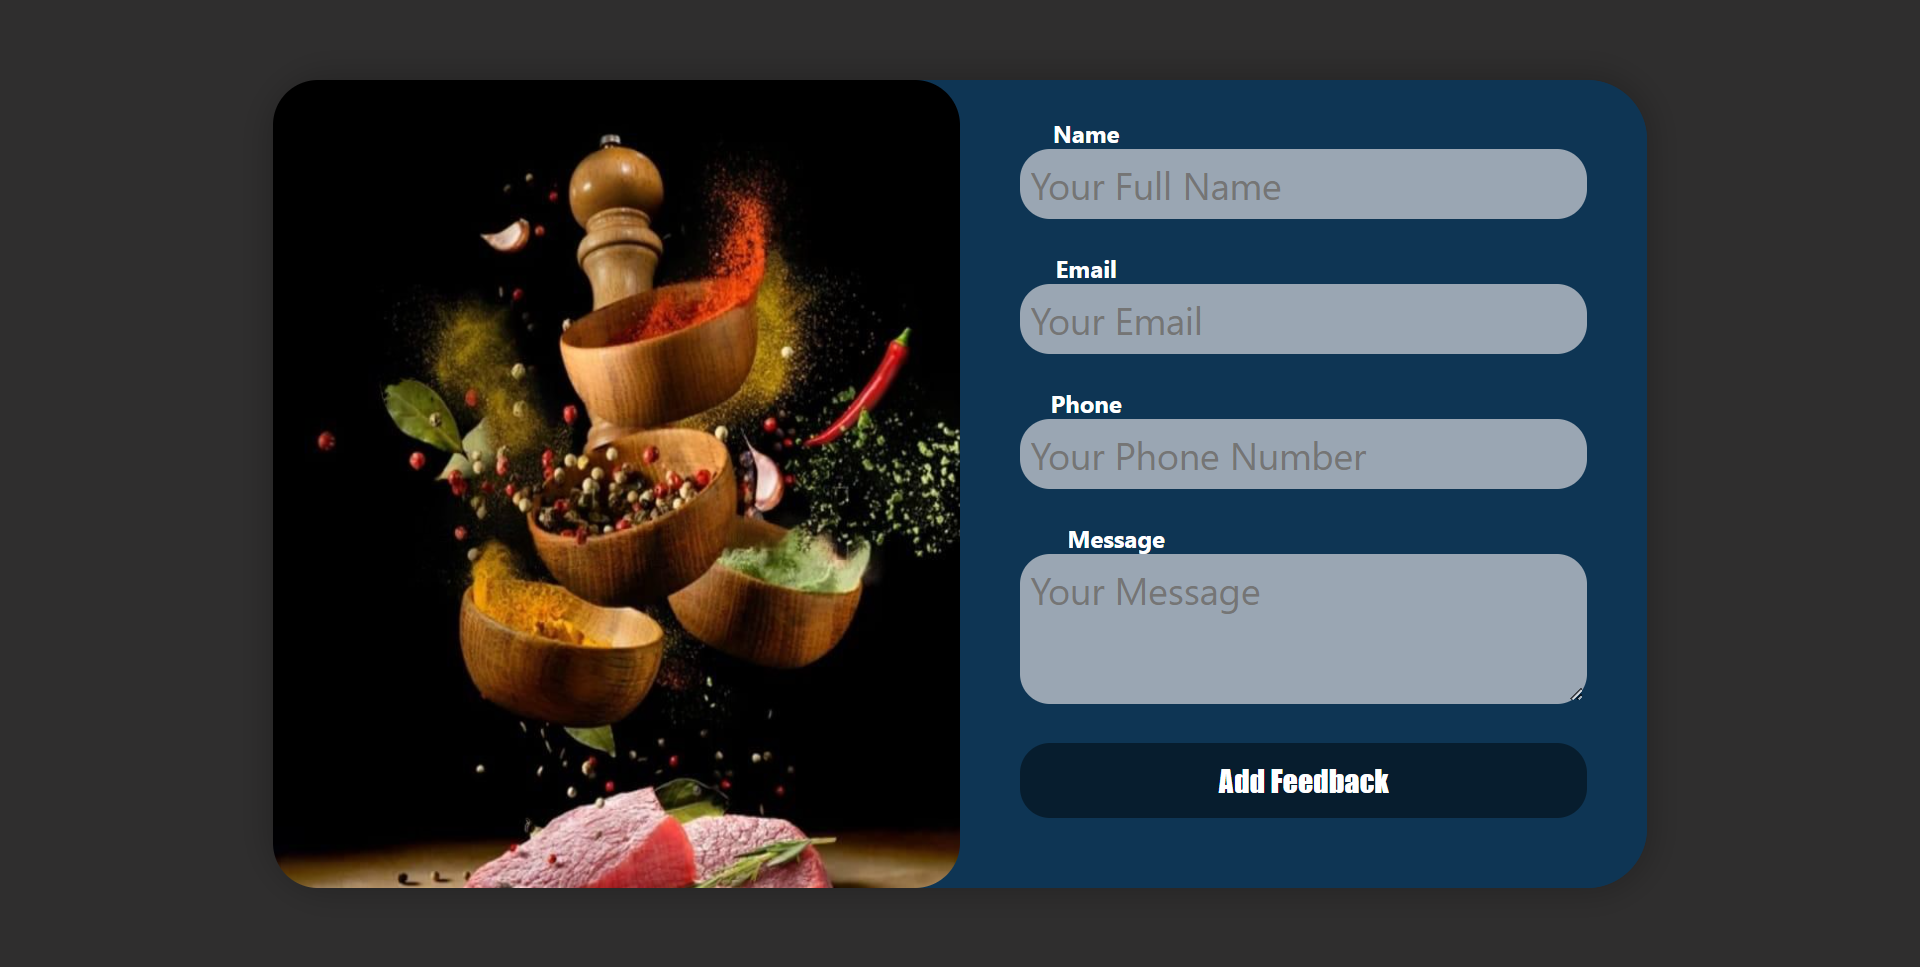 Name
Your Full Name
Email
Your Email
Phone
Your Phone Number
Message
Your Message
Add Feedback